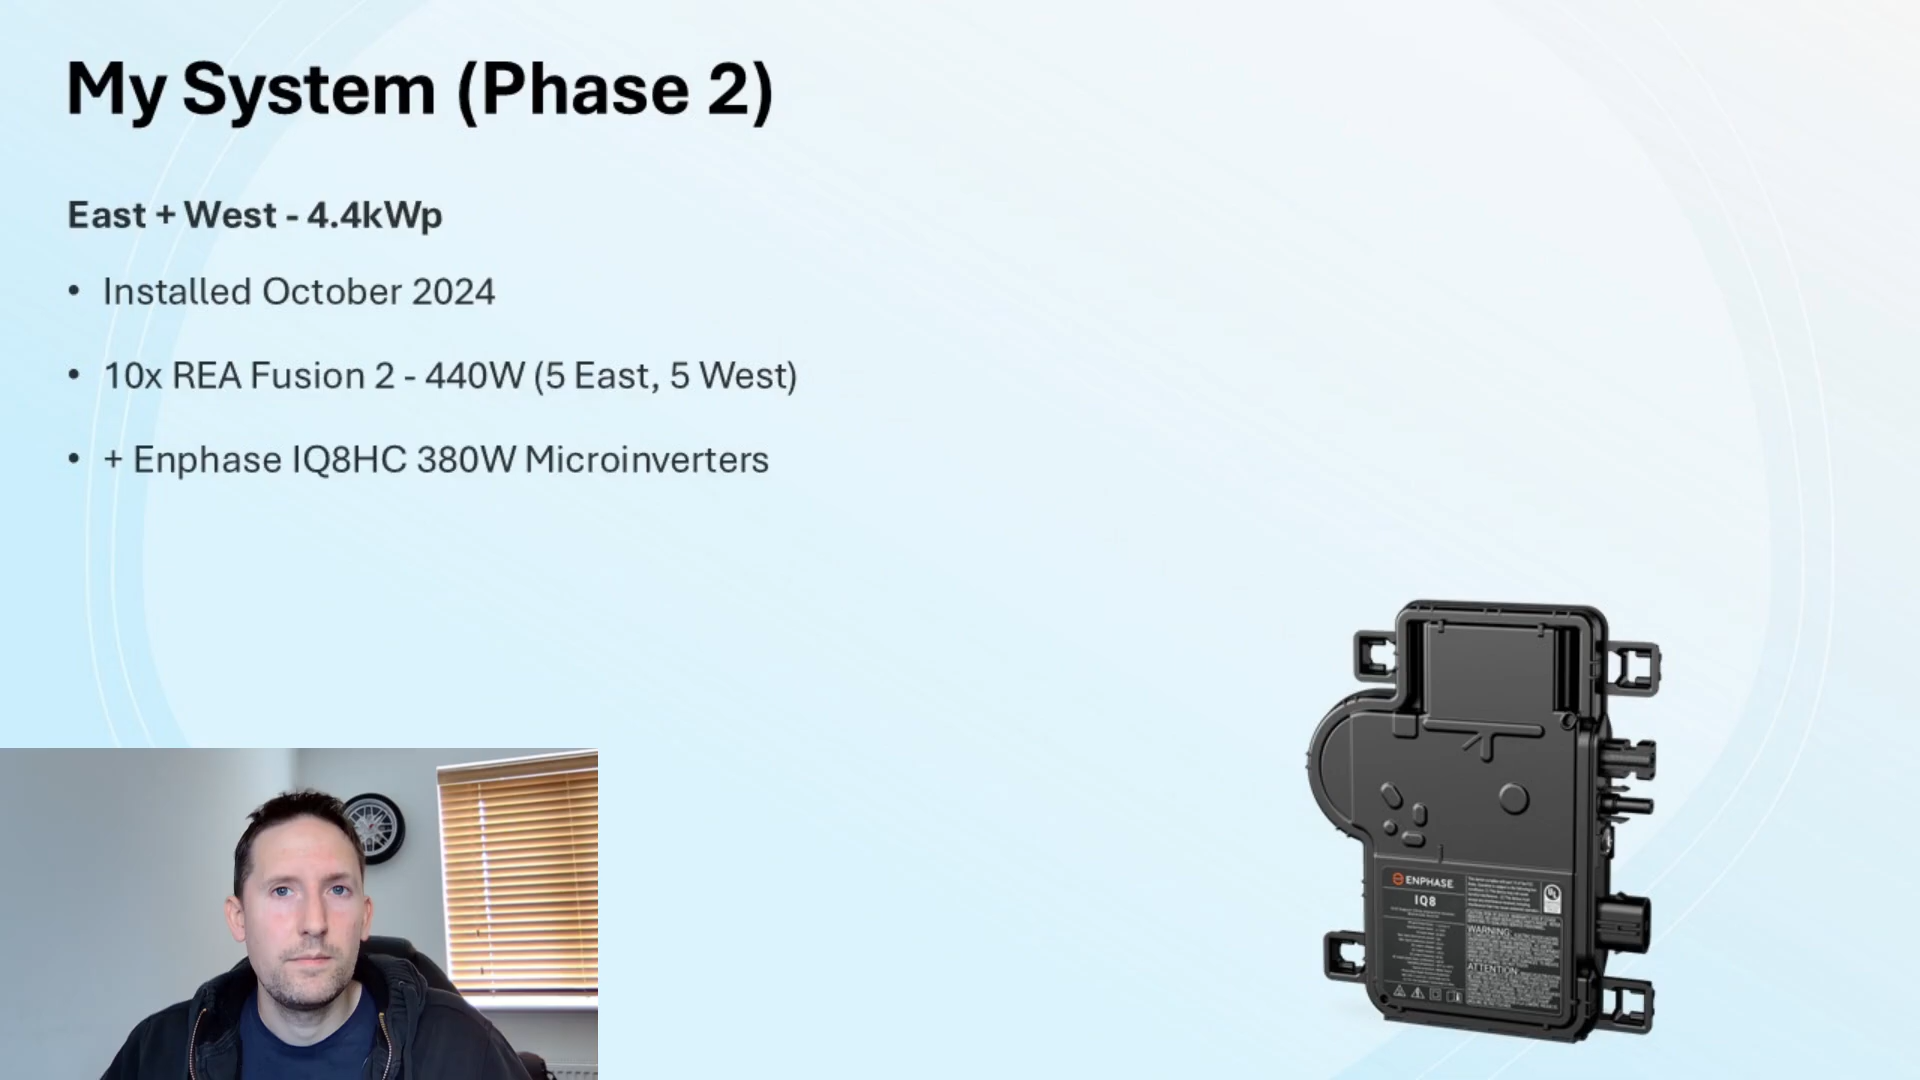 My System (Phase 2)
East + West - 4.4kWp
• Installed October 2024
• 10x REA Fusion 2 - 440W (5 East, 5 West)
• + Enphase IQ8HC 380W Microinverters
ENPHASE
IQ8
WARNING:
ATTENTION: